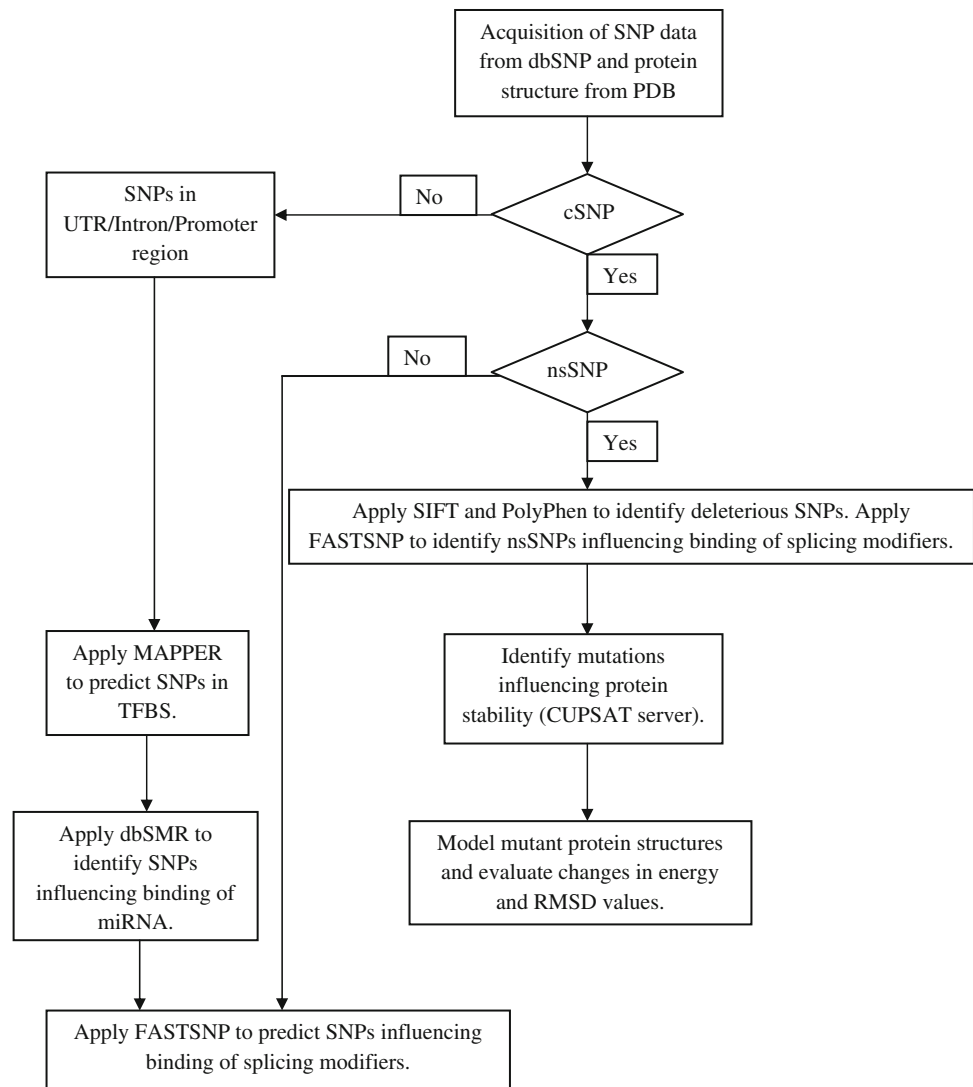 Acquisition of SNP data
from dbSNP and protein
structure from PDB
No
SNPs in
UTR/Intron/Promoter
region
cSNP
Yes
No
nsSNP
Yes
Apply SIFT and PolyPhen to identify deleterious SNPs. Apply
FASTSNP to identify nsSNPs influencing binding of splicing modifiers.
Apply MAPPER
to predict SNPs in
TFBS.
Identify mutations
influencing protein
stability (CUPSAT server).
Apply dbSMR to
identify SNPs
influencing binding of
miRNA.
Model mutant protein structures
and evaluate changes in energy
and RMSD values.
Apply FASTSNP to predict SNPs influencing
binding of splicing modifiers.